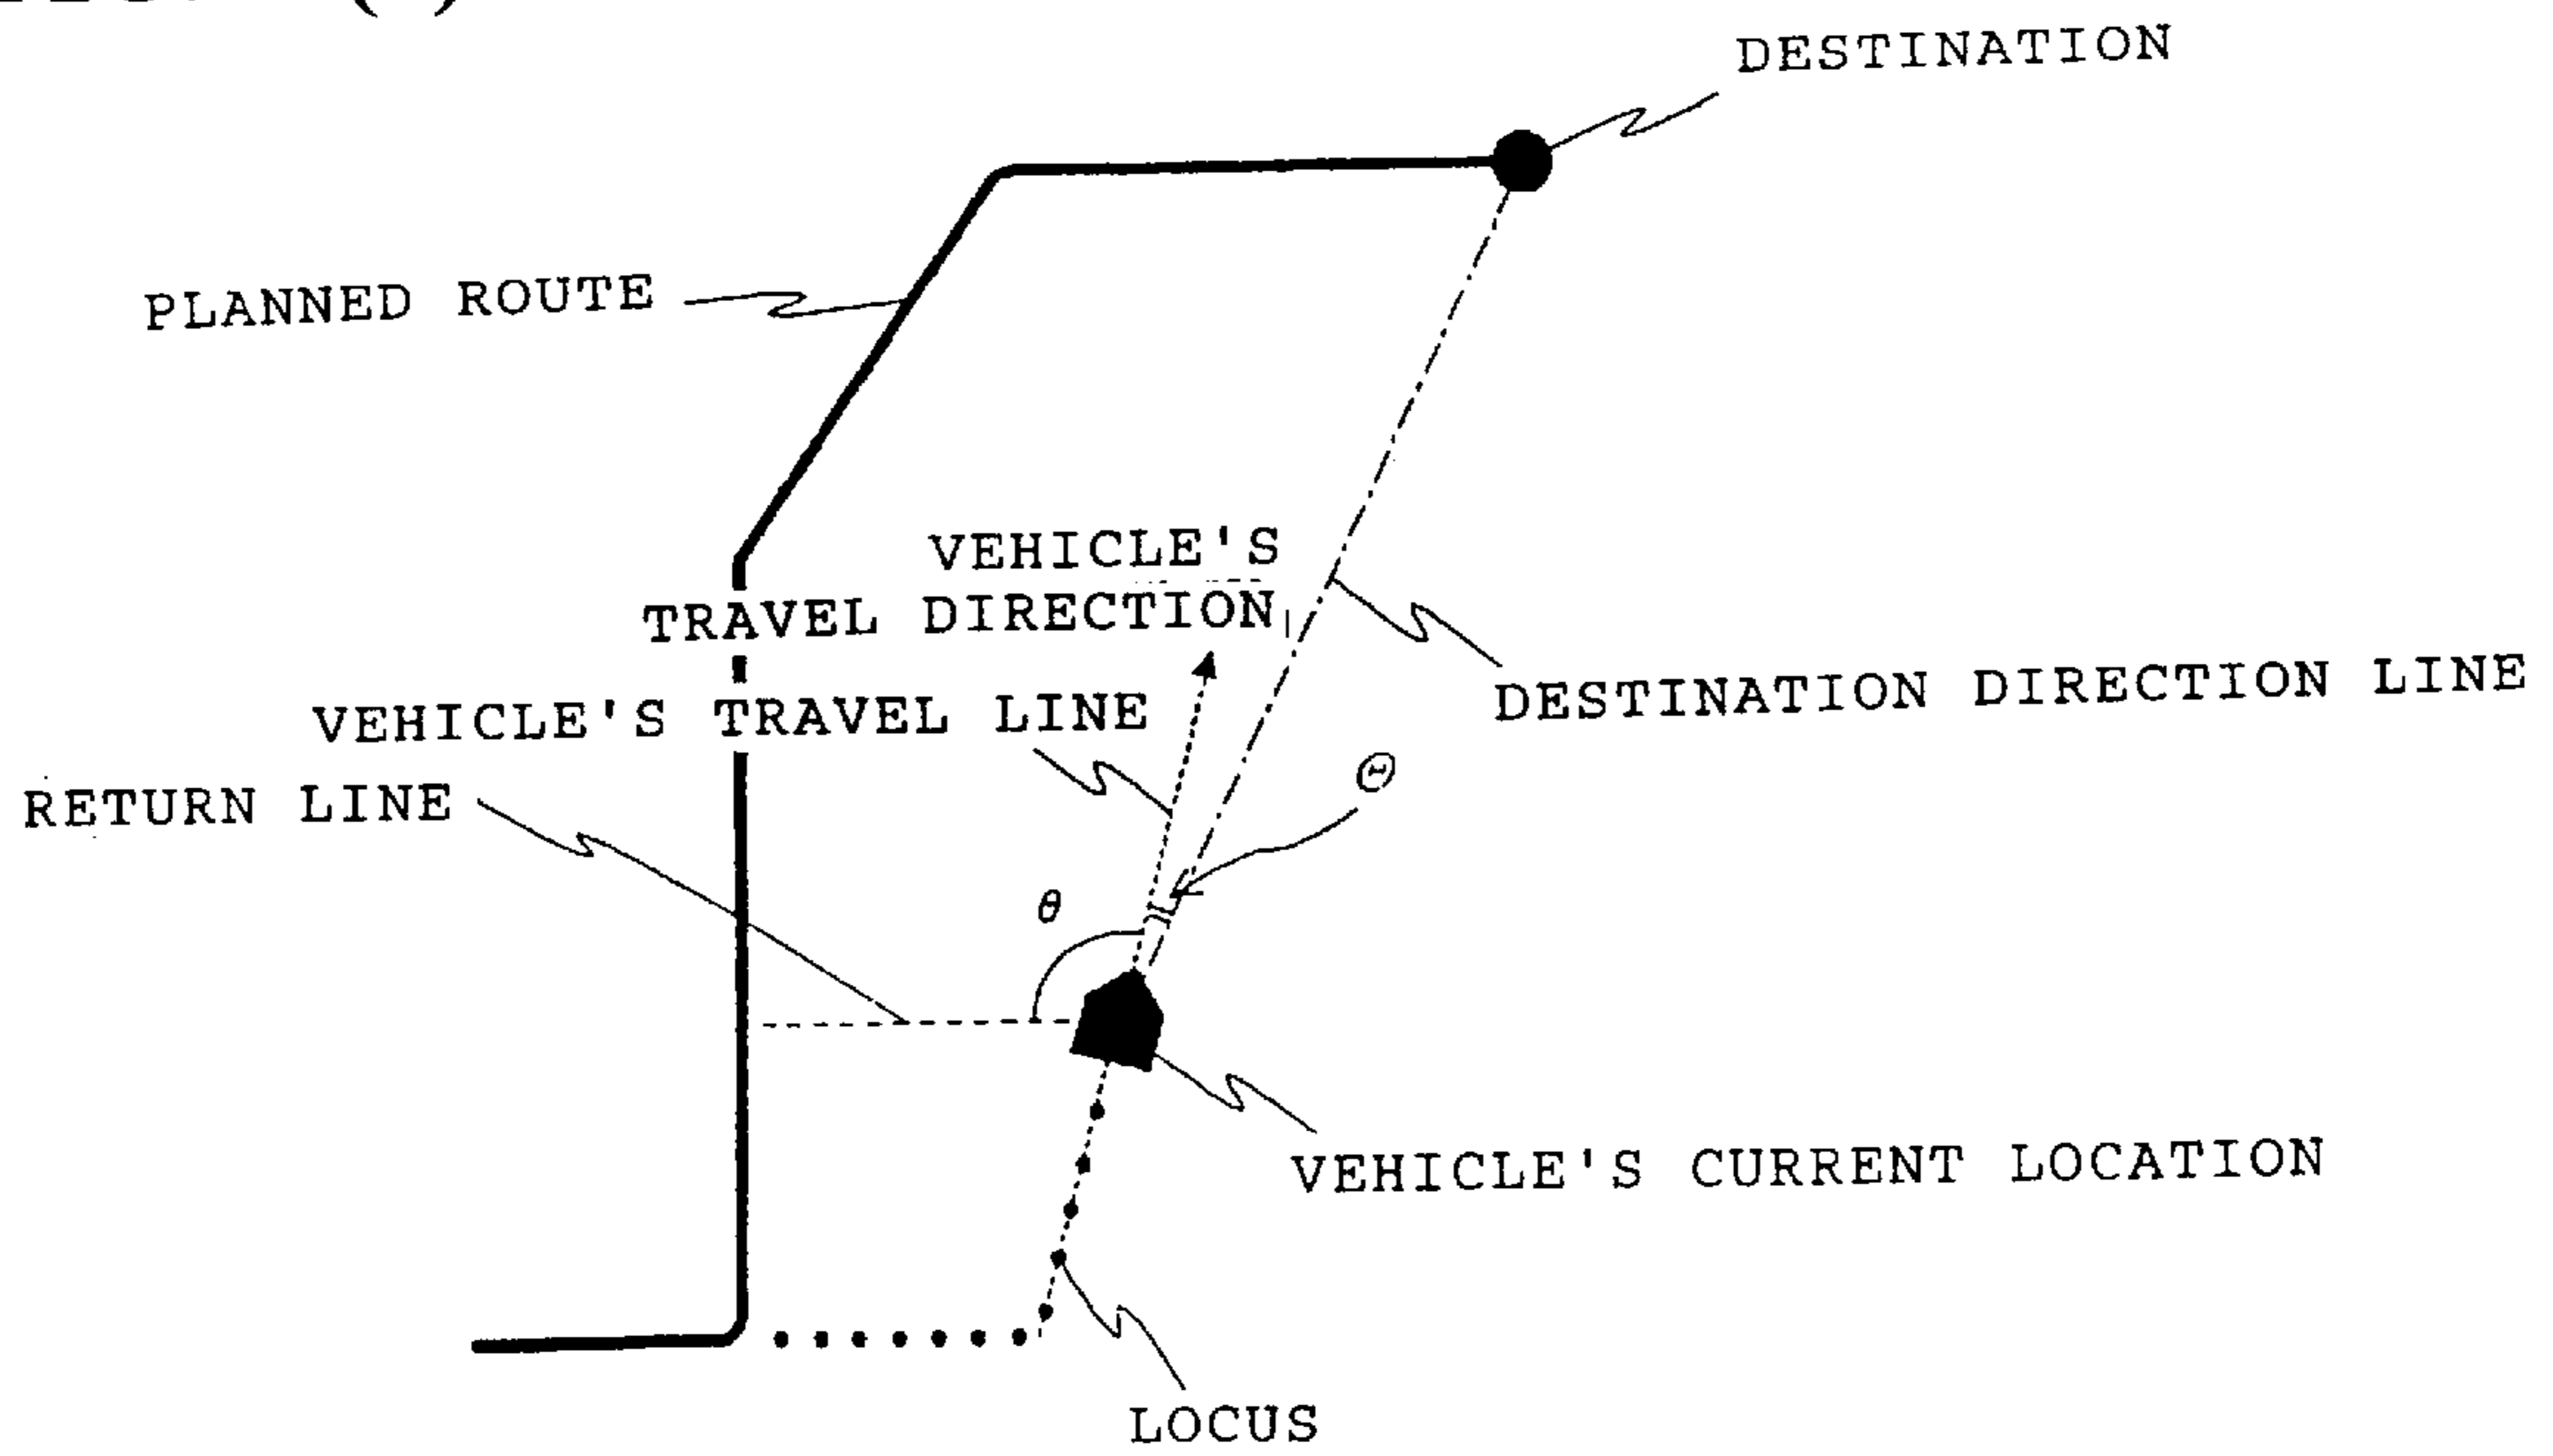 DESTINATION
PLANNED ROUTE
VEHICLE'S
TRAVEL DIRECTION
DESTINATION DIRECTION LINE
VEHICLE'S TRAVEL LINE
Θ
RETURN LINE
θ
VEHICLE'S CURRENT LOCATION
LOCUS